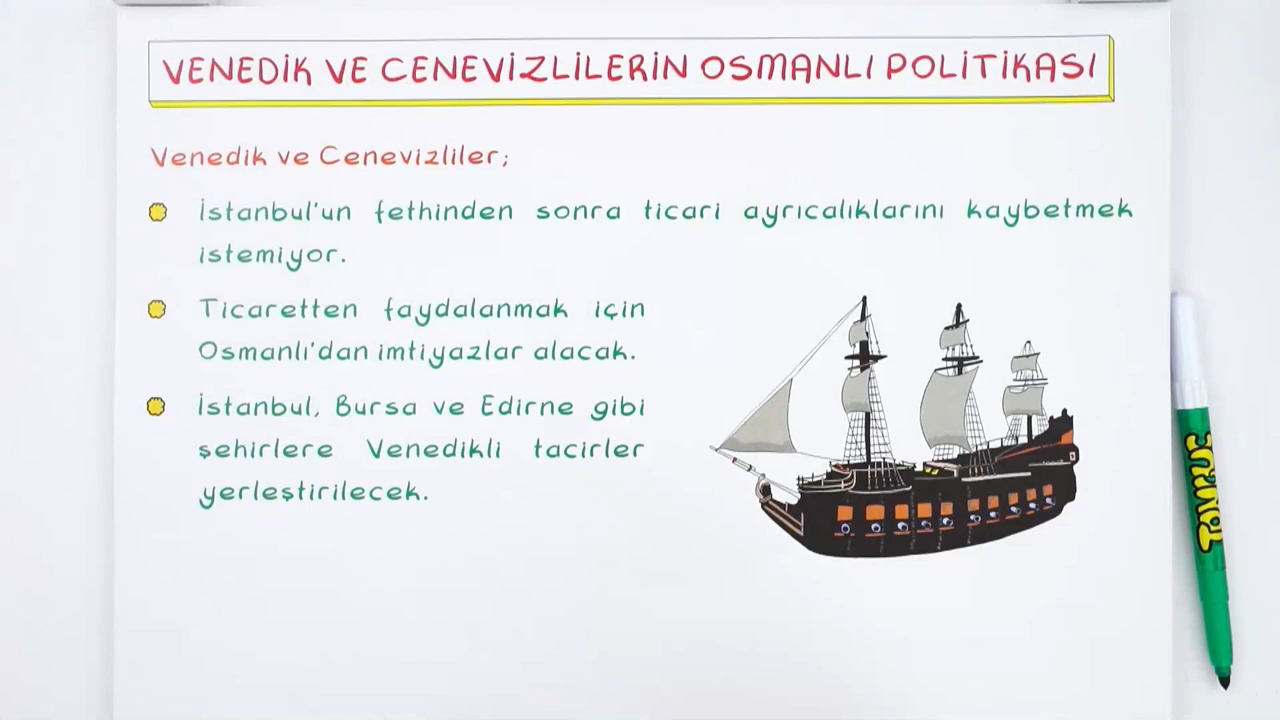 VENEDİK VE CENEVİZLİLERİN OSMANLI POLİTİKASI
Venedik ve Cenevizliler;
İstanbul'un fethinden sonra ticari ayrıcalıklarını kaybetmek
istemiyor.
Ticaretten faydalanmak için
Osmanlı'dan imtiyazlar alacak.
İstanbul, Bursa ve Edirne gibi
şehirlere Venedikli tacirler
yerleştirilecek.
TONGUÇ